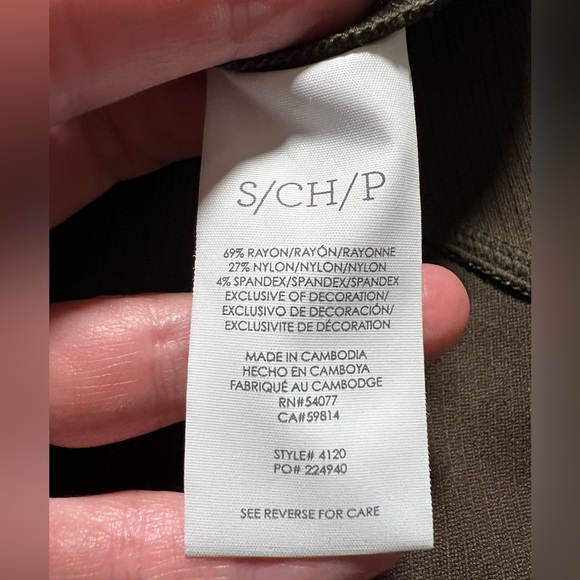 S/CH/P
69% RAYON/RAYÓN/RAYONNE
27% NYLON/NYLON/NYLON
4% SPANDEX/SPANDEX/SPANDEX
EXCLUSIVE OF DECORATION/
EXCLUSIVO DE DECORACIÓN/
EXCLUSIVITE DE DÉCORATION
MADE IN CAMBODIA
HECHO EN CAMBOYA
FABRIQUÉ AU CAMBODGE
RN#54077
CA#59814
STYLE# 4120
PO# 224940
SEE REVERSE FOR CARE